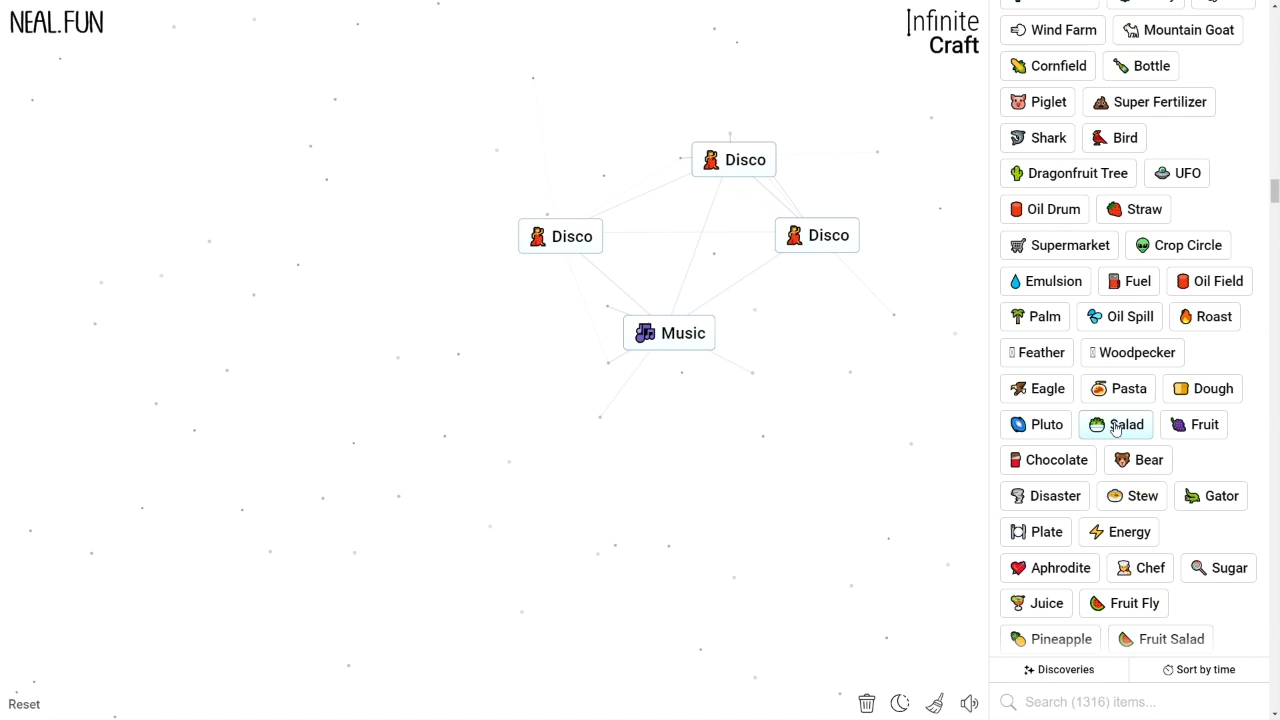 NEAL.FUN
Infinite
Craft
Disco
Disco
Disco
Music
Reset
Wind Farm Mountain Goat
Cornfield Bottle
Piglet Super Fertilizer
Shark Bird
Dragonfruit Tree UFO
Oil Drum Straw
Supermarket Crop Circle
Emulsion Fuel Oil Field
Palm Oil Spill Roast
Feather Woodpecker
Eagle Pasta Dough
Pluto Salad Fruit
Chocolate Bear
Disaster Stew Gator
Plate Energy
Aphrodite Chef Sugar
Juice Fruit Fly
Pineapple Fruit Salad
Discoveries Sort by time
Search (1316) items...